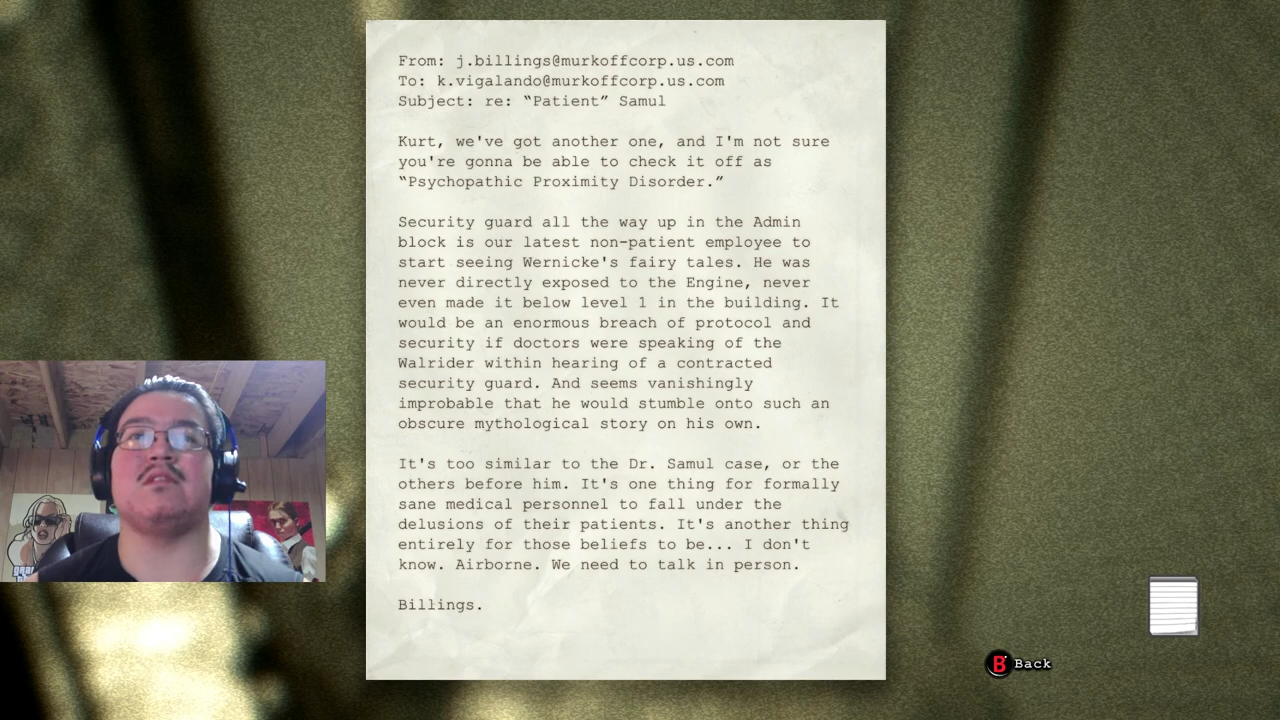 From: j.billings@murkoffcorp.us.com
To: k.vigalando@murkoffcorp.us.com
Subject: re: “Patient” Samul
Kurt, we've got another one, and I'm not sure
you're gonna be able to check it off as
“Psychopathic Proximity Disorder.”
Security guard all the way up in the Admin
block is our latest non-patient employee to
start seeing Wernicke's fairy tales. He was
never directly exposed to the Engine, never
even made it below level 1 in the building. It
would be an enormous breach of protocol and
security if doctors were speaking of the
Walrider within hearing of a contracted
security guard. And seems vanishingly
improbable that he would stumble onto such an
obscure mythological story on his own.
It's too similar to the Dr. Samul case, or the
others before him. It's one thing for formally
sane medical personnel to fall under the
delusions of their patients. It's another thing
entirely for those beliefs to be... I don't
know. Airborne. We need to talk in person.
Billings.
B Back